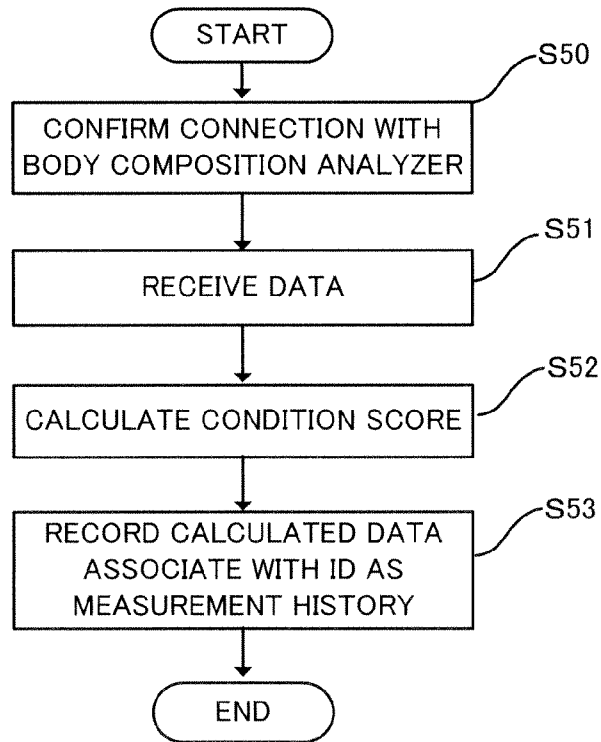 START
S50
CONFIRM CONNECTION WITH
BODY COMPOSITION ANALYZER
S51
RECEIVE DATA
S52
CALCULATE CONDITION SCORE
S53
RECORD CALCULATED DATA
ASSOCIATE WITH ID AS
MEASUREMENT HISTORY
END